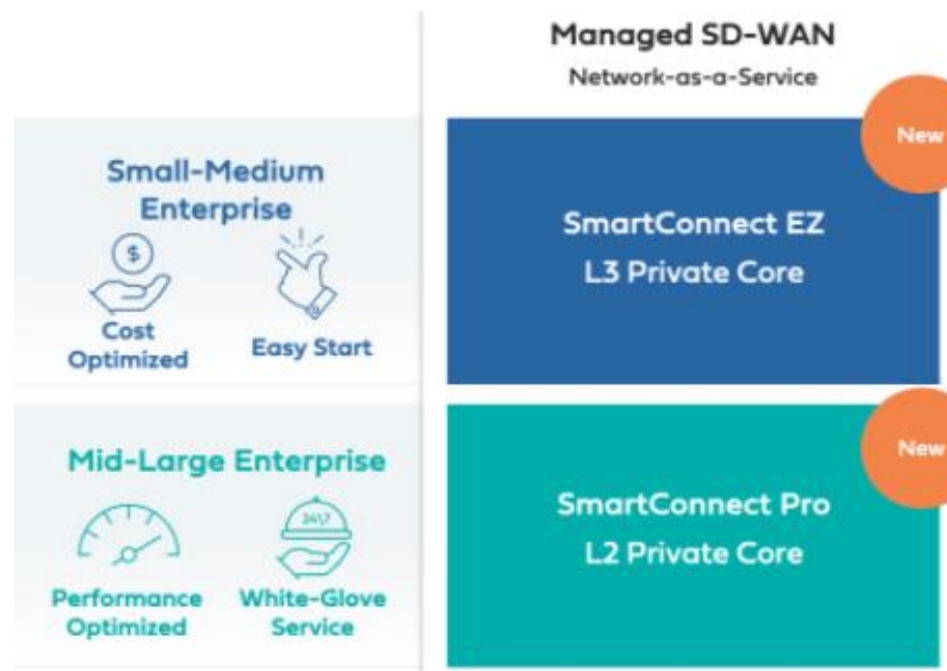 Managed SD-WAN
Network-as-a-Service
New
Small-Medium
Enterprise
$
Cost
Optimized
Easy Start
SmartConnect EZ
L3 Private Core
New
Mid-Large Enterprise
Performance
Optimized
White-Glove
Service
SmartConnect Pro
L2 Private Core